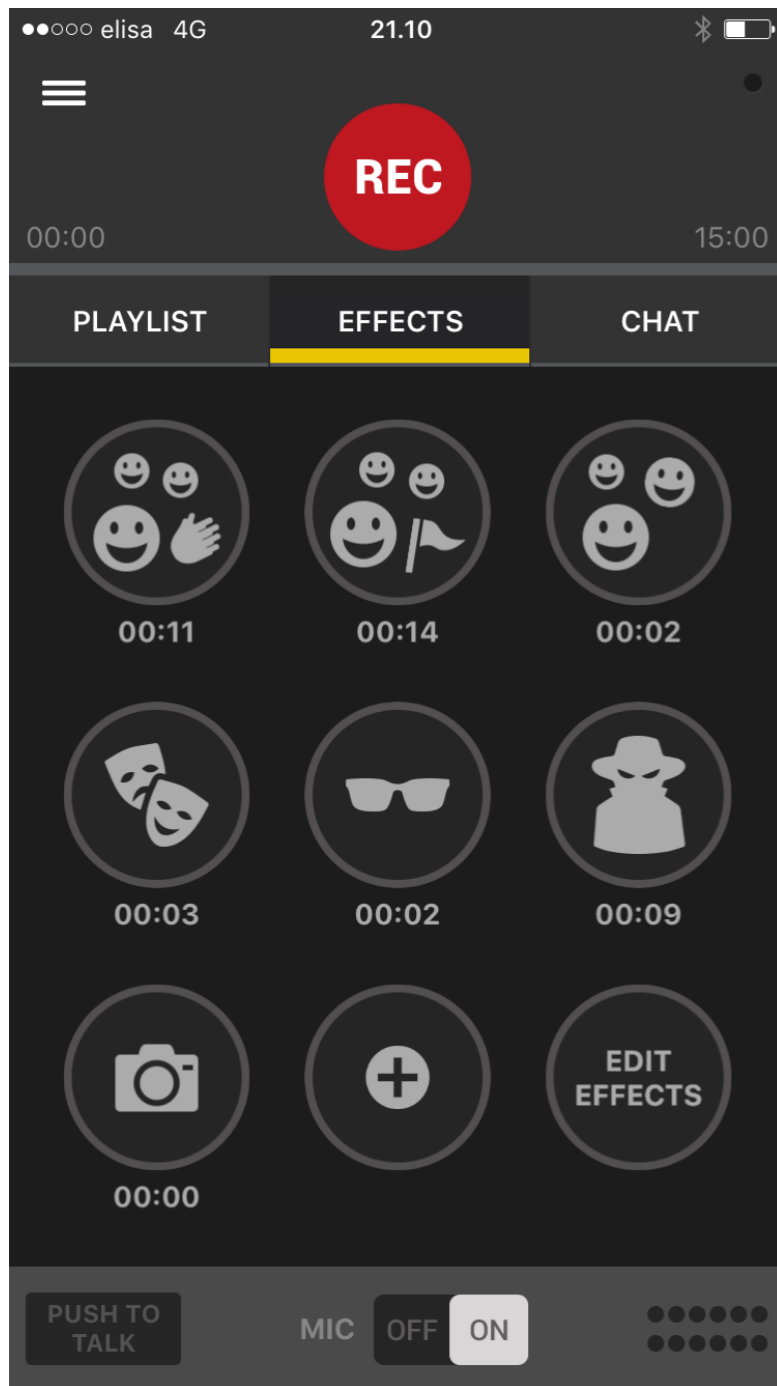 elisa 4G 21.10
REC
00:00 15:00
PLAYLIST EFFECTS CHAT
00:11 00:14 00:02
00:03 00:02 00:09
EDIT
EFFECTS
00:00
PUSH TO
TALK
MIC OFF ON